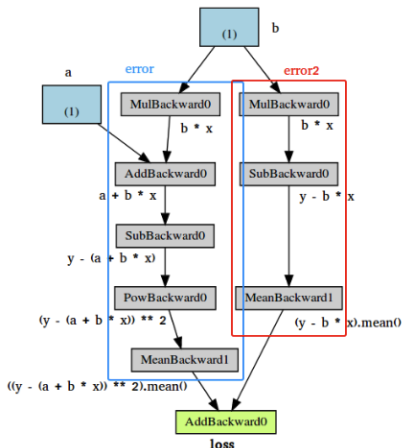 b
(1)
a
error
error2
(1)
MulBackward0
MulBackward0
b * x
b * x
AddBackward0
SubBackward0
a + b * x
y - b * x
SubBackward0
y - (a + b * x)
PowBackward0
MeanBackward1
(y - (a + b * x)) ** 2
(y - b * x).mean()
MeanBackward1
((y - (a + b * x)) ** 2).mean()
AddBackward0
loss